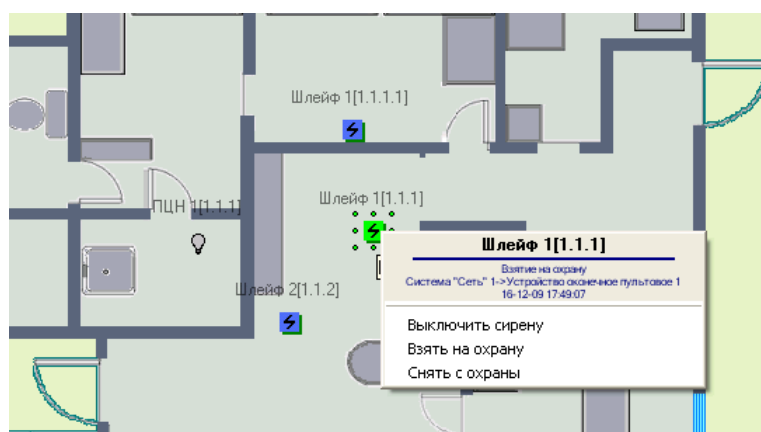 Шлейф 1[1.1.1.1]
Шлейф 1[1.1.1]
ПЦН 1[1.1.1]
Шлейф 1[1.1.1]
Взятие на охрану
Система "Сеть" 1->Устройство оконечное пультовое 1
16-12-09 17:49:07
Шлейф 2[1.1.2]
Выключить сирену
Взять на охрану
Снять с охраны